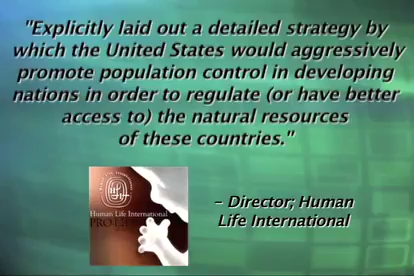 "Explicitly laid out a detailed strategy by
which the United States would aggressively
promote population control in developing
nations in order to regulate (or have better
access to) the natural resources
of these countries."
Human Life International
PRO-L
– Director; Human
Life International